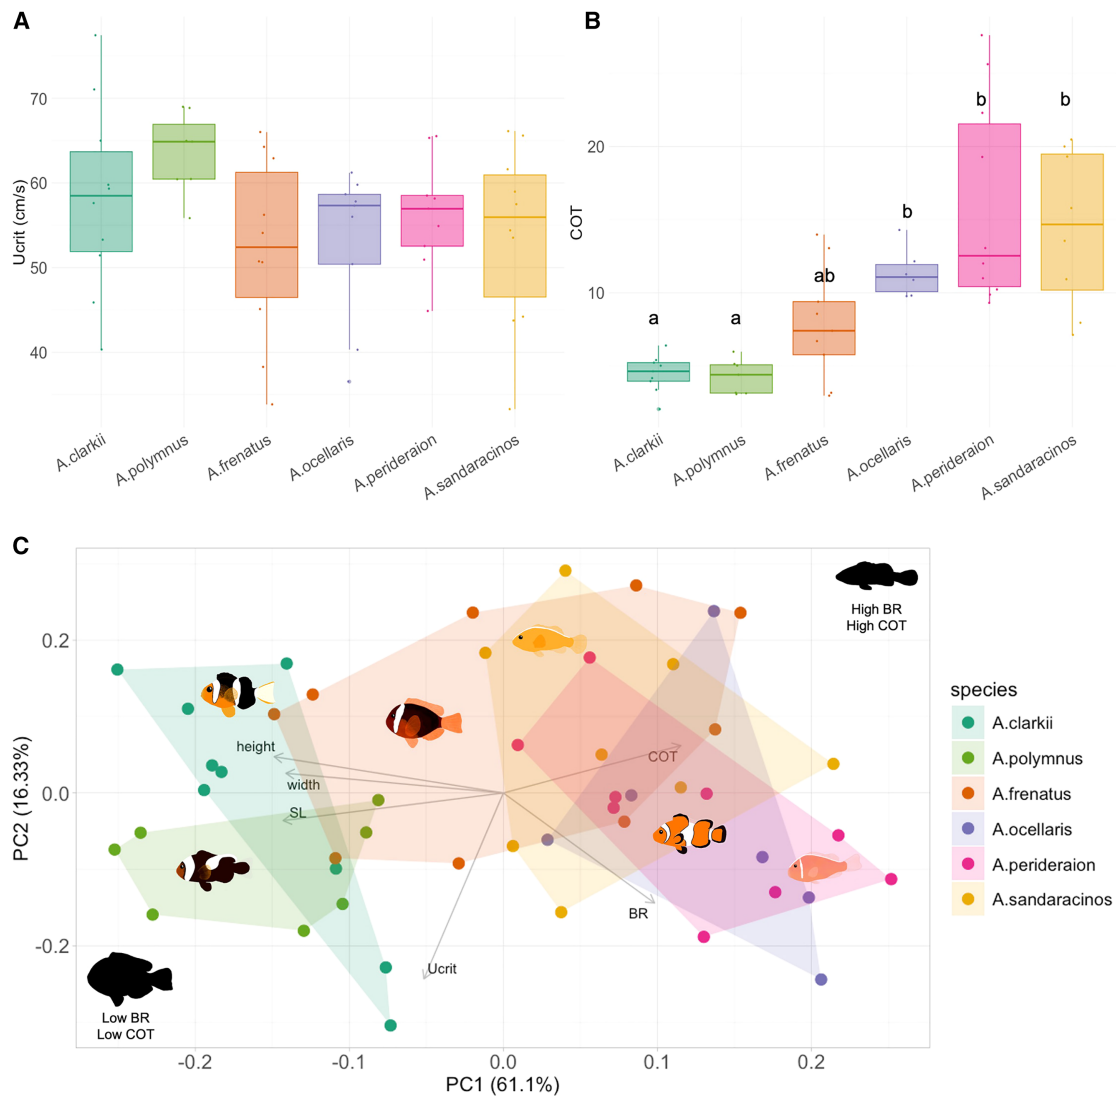 A
B
70
60
50
40
Ucrit (cm/s)
A.clarkii
A.polymnus
A.frenatus
A.ocellaris
A.perideraion
A.sandaracinos
20
10
COT
a
a
ab
b
b
b
A.clarkii
A.polymnus
A.frenatus
A.ocellaris
A.perideraion
A.sandaracinos
C
High BR
High COT
0.2
0.0
-0.2
PC2 (16.33%)
height
width
SL
COT
BR
Ucrit
Low BR
Low COT
-0.2
-0.1
0.0
0.1
0.2
PC1 (61.1%)
species
A.clarkii
A.polymnus
A.frenatus
A.ocellaris
A.perideraion
A.sandaracinos